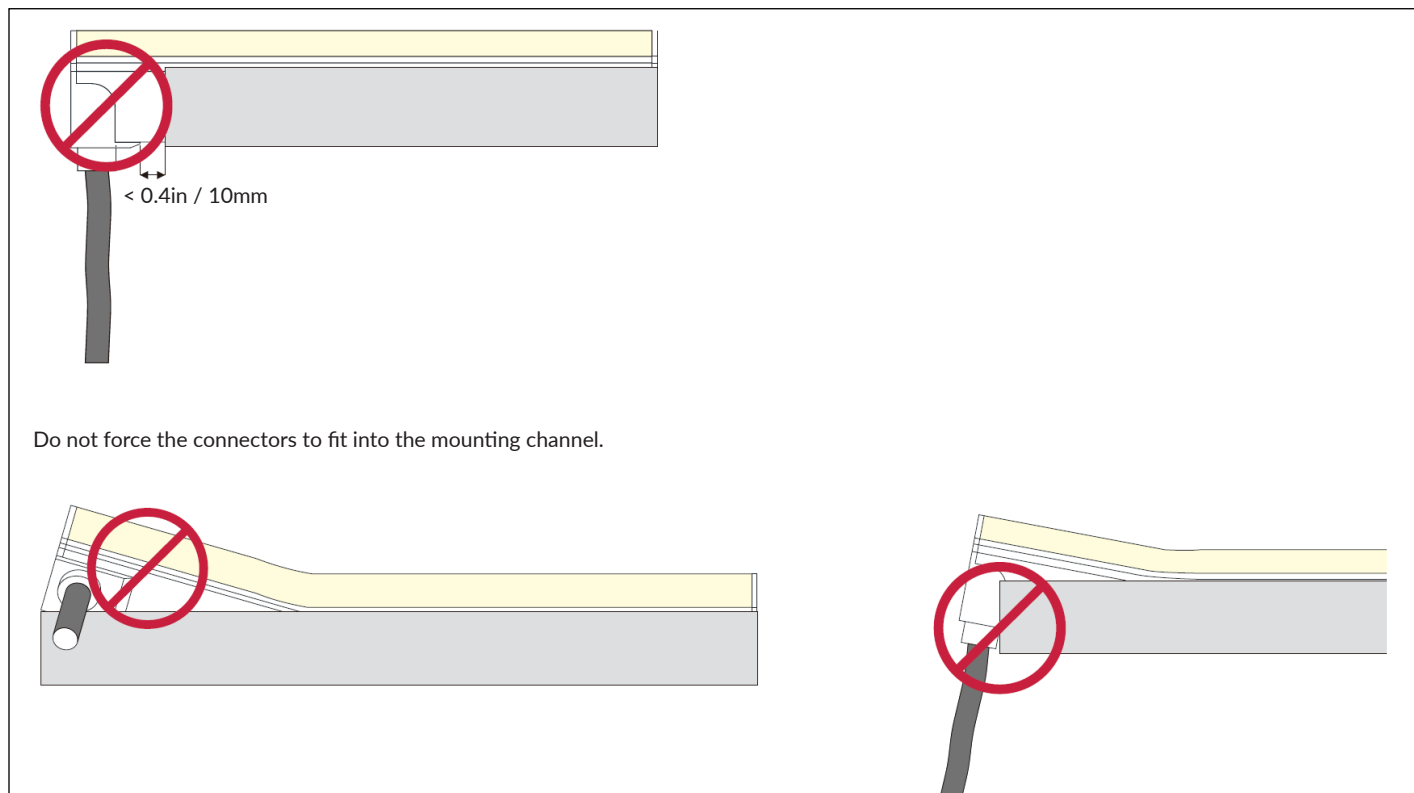 < 0.4in / 10mm
Do not force the connectors to fit into the mounting channel.